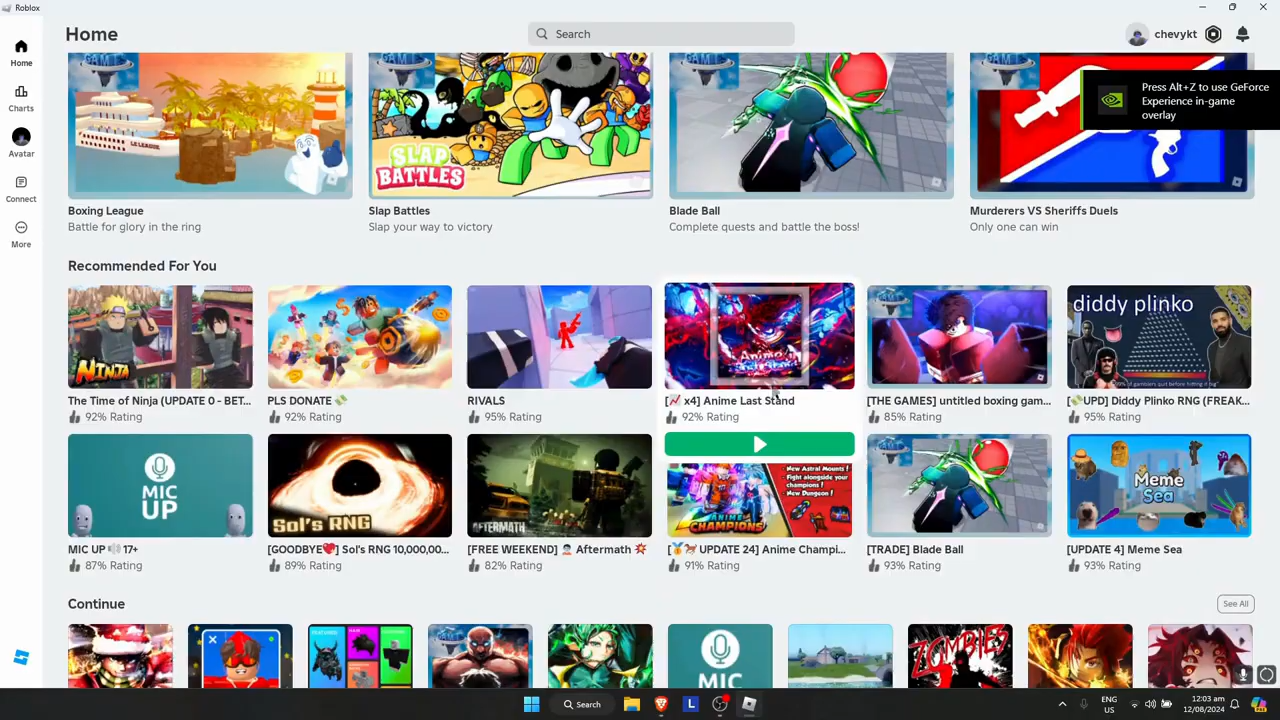 Roblox
Home
Search
chevykt
Home
Charts
Avatar
Connect
More
Press Alt+Z to use GeForce
Experience in-game
overlay
SLAP
BATTLES
Boxing League
Slap Battles
Blade Ball
Murderers VS Sheriffs Duels
Battle for glory in the ring
Slap your way to victory
Complete quests and battle the boss!
Only one can win
Recommended For You
NINJA
diddy plinko
The Time of Ninja (UPDATE 0 - BET...
PLS DONATE 💸
RIVALS
[📈 x4] Anime Last Stand
[THE GAMES] untitled boxing gam...
[💸UPD] Diddy Plinko RNG (FREAK...
92% Rating
92% Rating
95% Rating
92% Rating
85% Rating
95% Rating
MIC
UP
Sol's RNG
AFTERMATH
New Astral Mounts!
Fight alongside your
champions!
New Dungeon!
ANIME
CHAMPIONS
Meme
Sea
MIC UP 🔊 17+
[GOODBYE💖] Sol's RNG 10,000,00...
[FREE WEEKEND] 🧟 Aftermath 💥
[🏅🐎 UPDATE 24] Anime Champi...
[TRADE] Blade Ball
[UPDATE 4] Meme Sea
87% Rating
89% Rating
82% Rating
91% Rating
93% Rating
93% Rating
Continue
See All
MIC
ZOMBIES
Search
ENG
US
12:03 am
12/08/2024